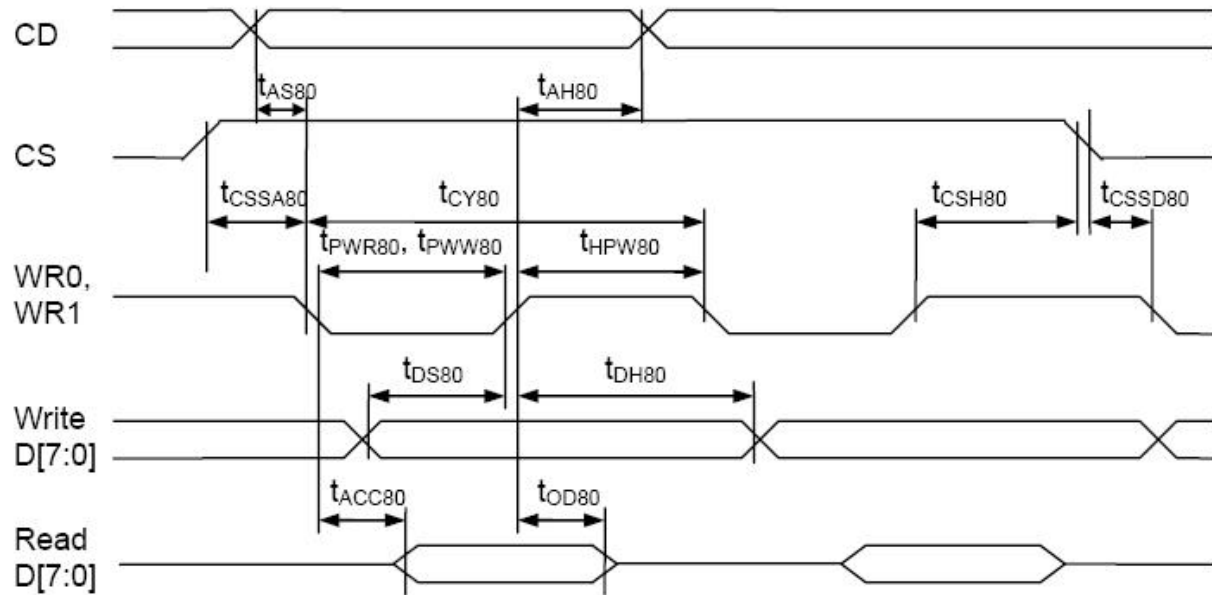 CD
tAS80
tAH80
CS
tCSSA80
tCY80
tCSH80
tCSSD80
tPWR80, tPWW80
tHPW80
WR0,
WR1
tDS80
tDH80
Write
D[7:0]
tACC80
tOD80
Read
D[7:0]